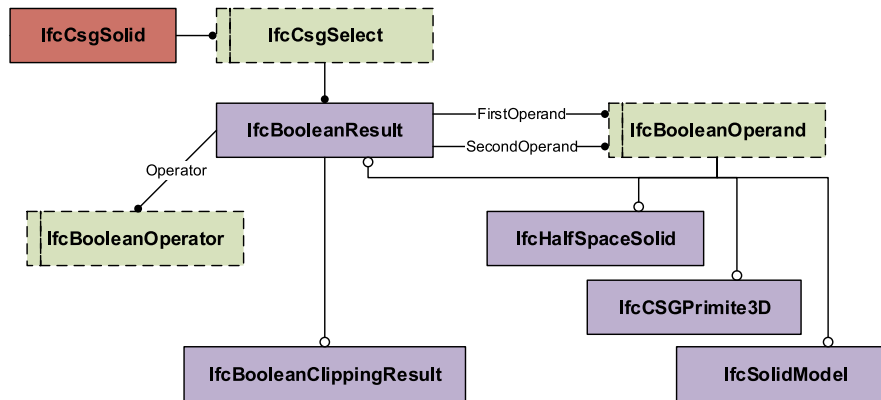 IfcCsgSolid
IfcCsgSelect
IfcBooleanResult
FirstOperand
SecondOperand
IfcBooleanOperand
Operator
IfcBooleanOperator
IfcHalfSpaceSolid
IfcCSGPrimite3D
IfcBooleanClippingResult
IfcSolidModel